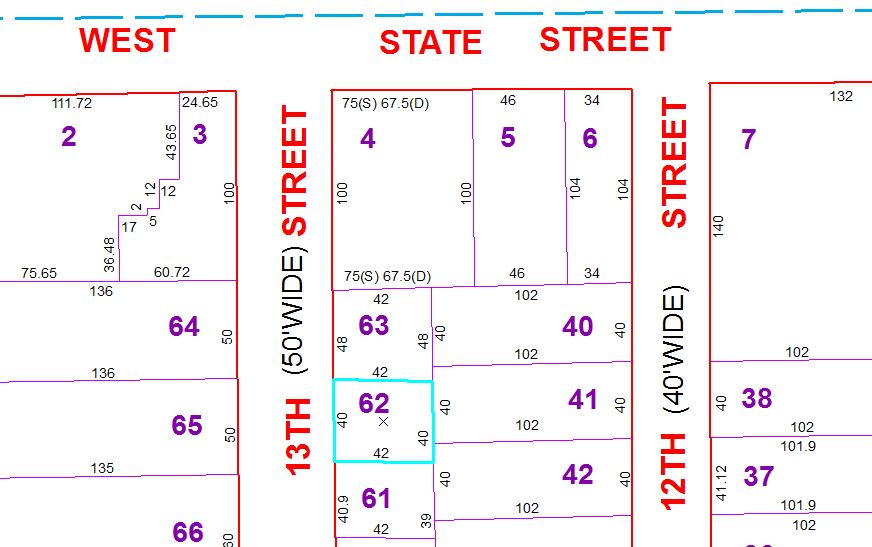 WEST STATE STREET
111.72 24.65 75(S) 67.5(D) 46 34 132
2 3 4 5 6 7
43.65
12 12
2
17 5
36.48
100 100 100 104 104 140
75.65 60.72 75(S) 67.5(D) 46 34
136 42 102
13TH (50'WIDE) STREET
12TH (40'WIDE) STREET
64 50 63 48 48 40 40 40
136 42 102 102
65 50 62 40 40 41 40 40 38 40
135 42 102 102
101.9
66 60 61 40.9 39 42 40 40 37 41.12
42 102 101.9
102